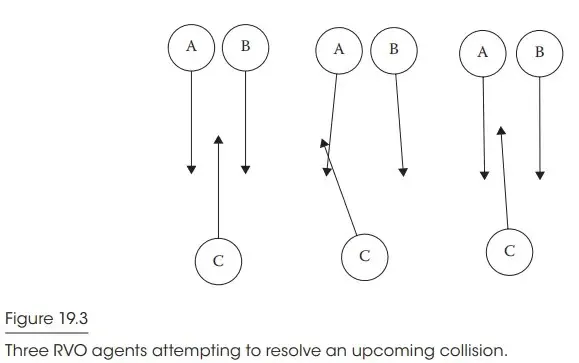 A B A B A B
C C C
Figure 19.3
Three RVO agents attempting to resolve an upcoming collision.